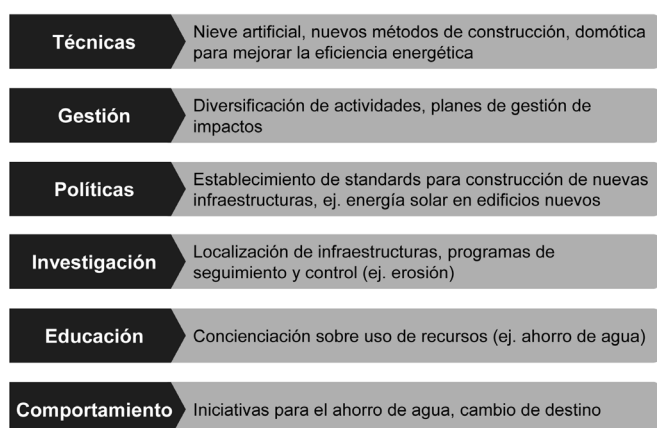 Técnicas
Nieve artificial, nuevos métodos de construcción, domótica
para mejorar la eficiencia energética
Gestión
Diversificación de actividades, planes de gestión de
impactos
Políticas
Establecimiento de standards para construcción de nuevas
infraestructuras, ej. energía solar en edificios nuevos
Investigación
Localización de infraestructuras, programas de
seguimiento y control (ej. erosión)
Educación
Concienciación sobre uso de recursos (ej. ahorro de agua)
Comportamiento
Iniciativas para el ahorro de agua, cambio de destino